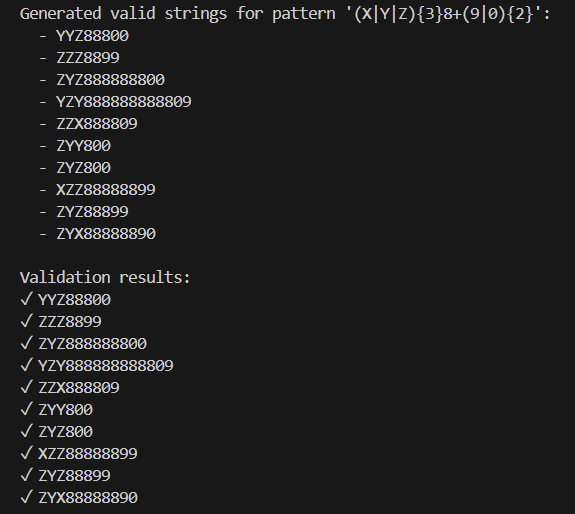 Generated valid strings for pattern '(X|Y|Z){3}8+(9|0){2}':
- YYZ88800
- ZZZ8899
- ZYZ888888800
- YZY888888888809
- ZZX888809
- ZYY800
- ZYZ800
- XZZ88888899
- ZYZ88899
- ZYX88888890
Validation results:
✓ YYZ88800
✓ ZZZ8899
✓ ZYZ888888800
✓ YZY888888888809
✓ ZZX888809
✓ ZYY800
✓ ZYZ800
✓ XZZ88888899
✓ ZYZ88899
✓ ZYX88888890